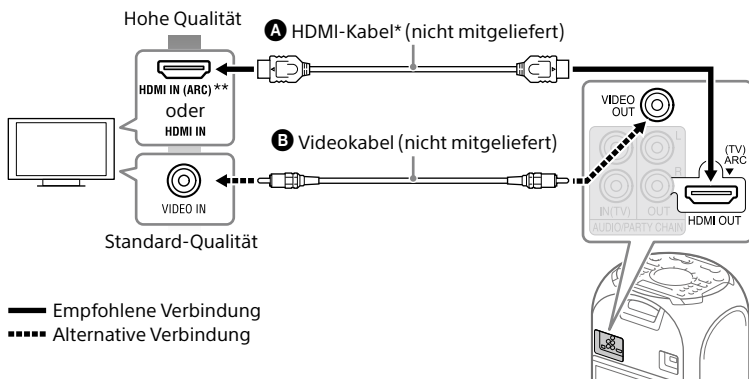 Hohe Qualität
A HDMI-Kabel* (nicht mitgeliefert)
HDMI IN (ARC) **
oder
HDMI IN
VIDEO OUT
L
R
(TV)
ARC
IN(TV)
OUT
HDMI OUT
AUDIO/PARTY CHAIN
B Videokabel (nicht mitgeliefert)
VIDEO IN
Standard-Qualität
Empfohlene Verbindung
Alternative Verbindung